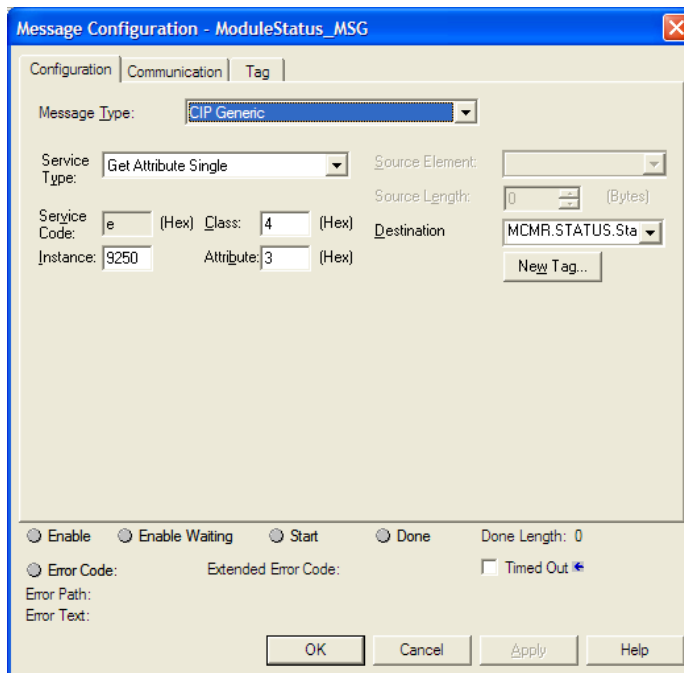 Message Configuration - ModuleStatus_MSG
Configuration Communication Tag
Message Type: CIP Generic
Service Type: Get Attribute Single
Source Element:
Source Length: 0 (Bytes)
Service Code: e (Hex) Class: 4 (Hex)
Destination MCMR.STATUS.Sta
Instance: 9250 Attribute: 3 (Hex)
New Tag...
Enable Enable Waiting Start Done Done Length: 0
Error Code: Extended Error Code: Timed Out
Error Path:
Error Text:
OK Cancel Apply Help